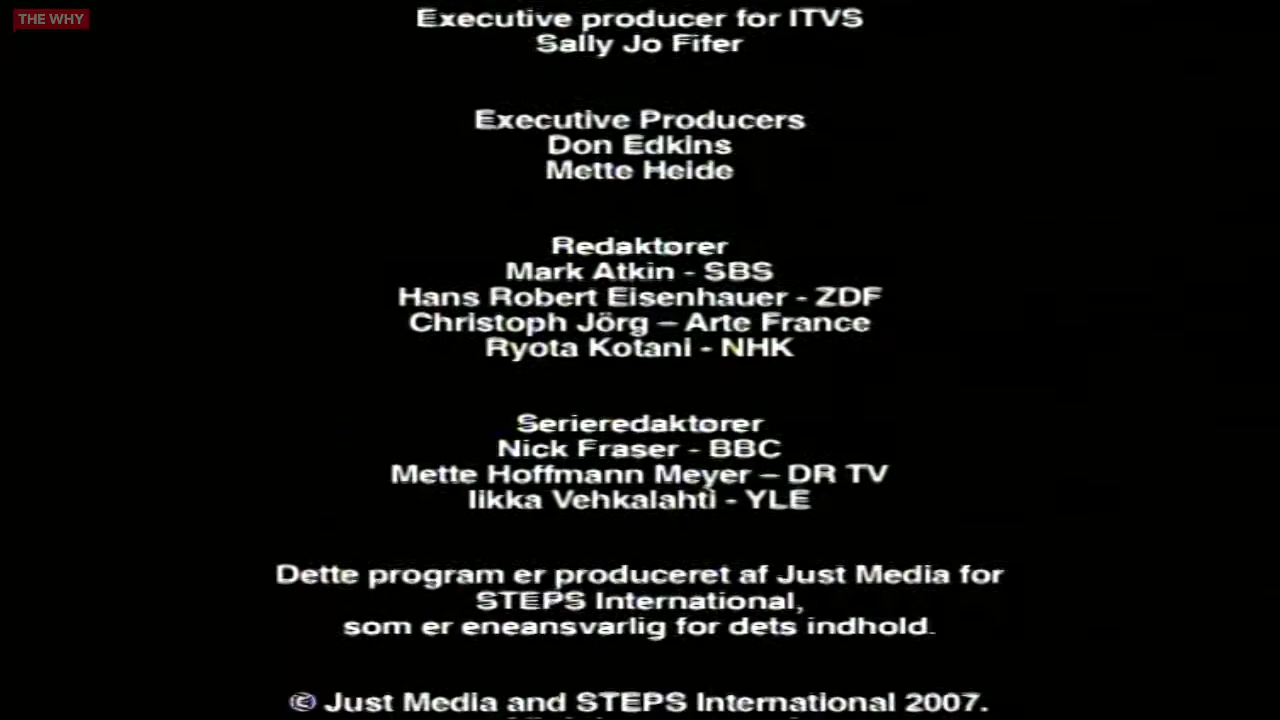 THE WHY
Executive producer for ITVS
Sally Jo Fifer
Executive Producers
Don Edkins
Mette Heide
Redaktører
Mark Atkin - SBS
Hans Robert Eisenhauer - ZDF
Christoph Jörg – Arte France
Ryota Kotani - NHK
Serieredaktører
Nick Fraser - BBC
Mette Hoffmann Meyer – DR TV
Iikka Vehkalahti - YLE
Dette program er produceret af Just Media for
STEPS International,
som er eneansvarlig for dets indhold.
© Just Media and STEPS International 2007.